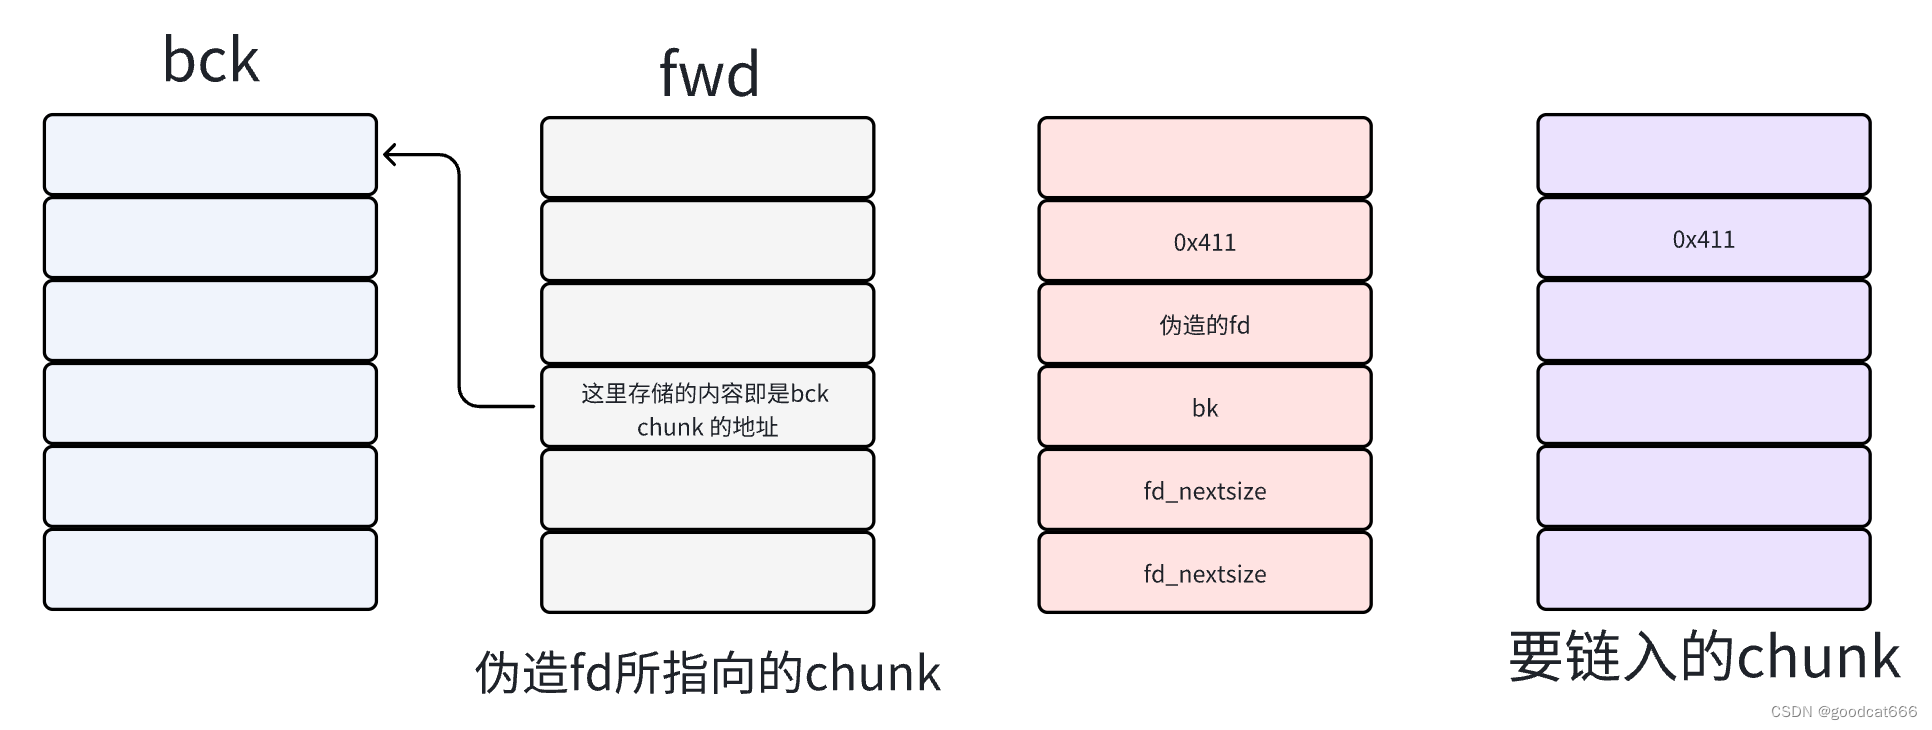 bck
fwd
0x411
0x411
伪造的fd
这里存储的内容即是bck
chunk 的地址
bk
fd_nextsize
fd_nextsize
伪造fd所指向的chunk
要链入的chunk
CSDN @goodcat666